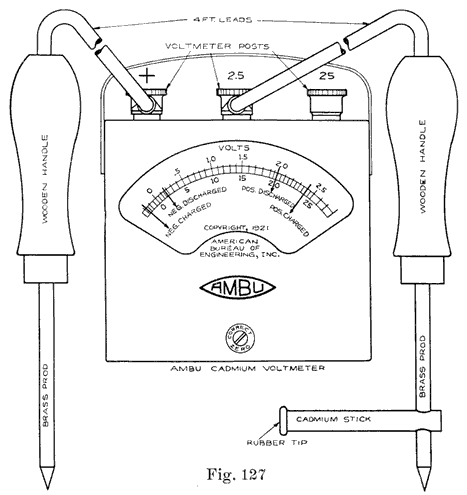 4 FT. LEADS
VOLTMETER POSTS
+ 2.5 25
WOODEN HANDLE
WOODEN HANDLE
VOLTS
0 .5 1.0 1.5 2.0 2.5
0 5 10 15 20 25
NEG. DISCHARGED
POS. DISCHARGED
NEG. CHARGED
POS. CHARGED
COPYRIGHT, 1921
AMERICAN
BUREAU OF
ENGINEERING, INC.
AMBU
CORRECT
ZERO
AMBU CADMIUM VOLTMETER
BRASS PROD
BRASS PROD
CADMIUM STICK
RUBBER TIP
Fig. 127